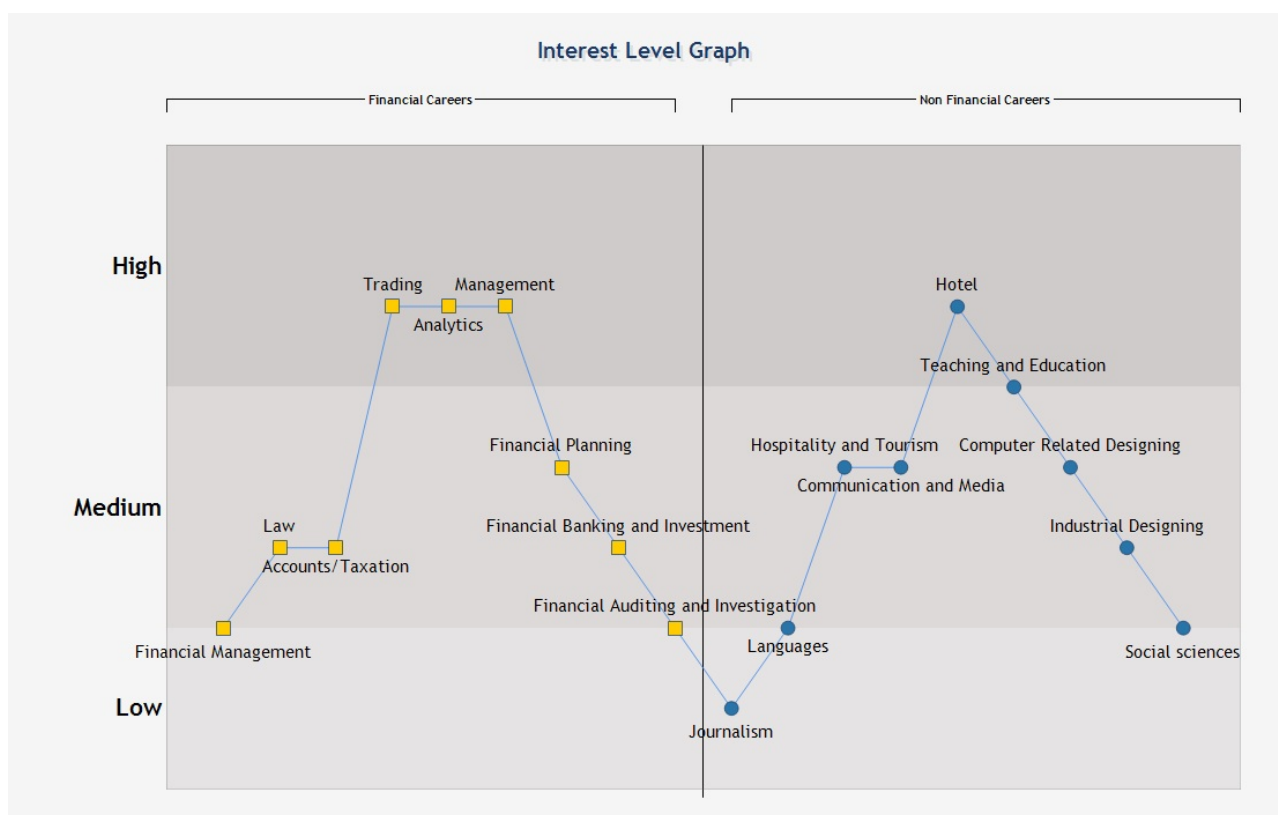 Interest Level Graph
Financial Careers
Non Financial Careers
High
Trading
Management
Hotel
Analytics
Teaching and Education
Financial Planning
Hospitality and Tourism
Computer Related Designing
Communication and Media
Medium
Law
Financial Banking and Investment
Industrial Designing
Accounts/Taxation
Financial Auditing and Investigation
Languages
Financial Management
Social sciences
Low
Journalism